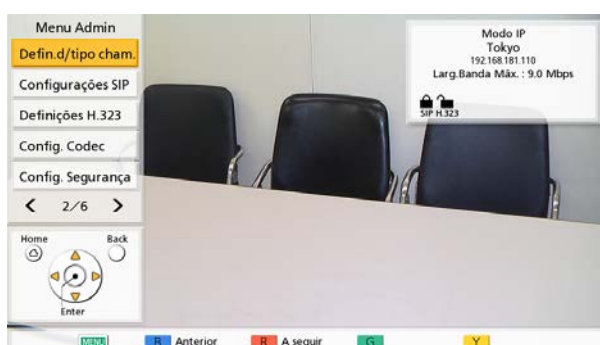 Menu Admin
Defin.d/tipo cham.
Configurações SIP
Definições H.323
Config. Codec
Config. Segurança
2/6
Home
Back
Enter
Modo IP
Tokyo
192.168.181.110
Larg.Banda Máx. : 9.0 Mbps
SIP H.323
MENU
B Anterior
R A seguir
G
Y